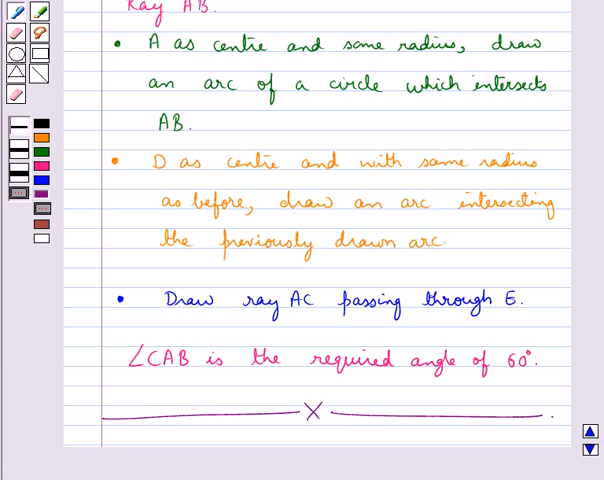 Ray AB.
• A as centre and same radius, draw
an arc of a circle which intersects
AB.
• D as centre and with same radius
as before, draw an arc intersecting
the previously drawn arc.
• Draw ray AC passing through E.
∠CAB is the required angle of 60°.
X